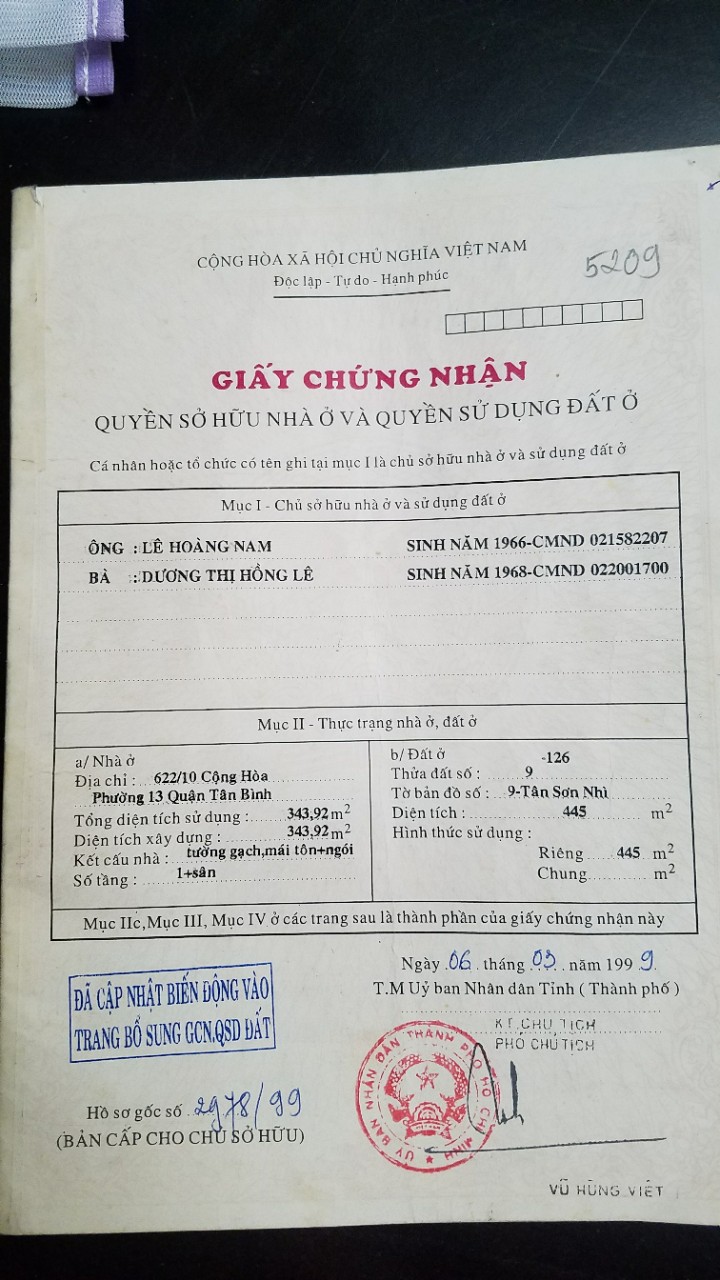 CỘNG HÒA XÃ HỘI CHỦ NGHĨA VIỆT NAM
Độc lập - Tự do - Hạnh phúc
5209
GIẤY CHỨNG NHẬN
QUYỀN SỞ HỮU NHÀ Ở VÀ QUYỀN SỬ DỤNG ĐẤT Ở
Cá nhân hoặc tổ chức có tên ghi tại mục I là chủ sở hữu nhà ở và sử dụng đất ở
Mục I - Chủ sở hữu nhà ở và sử dụng đất ở
ÔNG : LÊ HOÀNG NAM SINH NĂM 1966-CMND 021582207
BÀ : DƯƠNG THỊ HỒNG LÊ SINH NĂM 1968-CMND 022001700
Mục II - Thực trạng nhà ở, đất ở
a/ Nhà ở
Địa chỉ : 622/10 Cộng Hòa
Phường 13 Quận Tân Bình
Tổng diện tích sử dụng : 343,92 m²
Diện tích xây dựng : 343,92 m²
Kết cấu nhà : tường gạch,mái tôn+ngói
Số tầng : 1+sân
b/ Đất ở -126
Thửa đất số : 9
Tờ bản đồ số : 9-Tân Sơn Nhì
Diện tích : 445 m²
Hình thức sử dụng :
Riêng 445 m²
Chung m²
Mục IIc,Mục III, Mục IV ở các trang sau là thành phần của giấy chứng nhận này
Ngày 06 tháng 03 năm 1999
T.M Uỷ ban Nhân dân Tỉnh ( Thành phố )
KT.CHỦ TỊCH
PHÓ CHỦ TỊCH
ĐÃ CẬP NHẬT BIẾN ĐỘNG VÀO
TRANG BỔ SUNG GCN,QSD ĐẤT
ỦY BAN NHÂN DÂN THÀNH PHỐ HỒ CHÍ MINH
Hồ sơ gốc số 2978/99
(BẢN CẤP CHO CHỦ SỞ HỮU)
VŨ HÙNG VIỆT